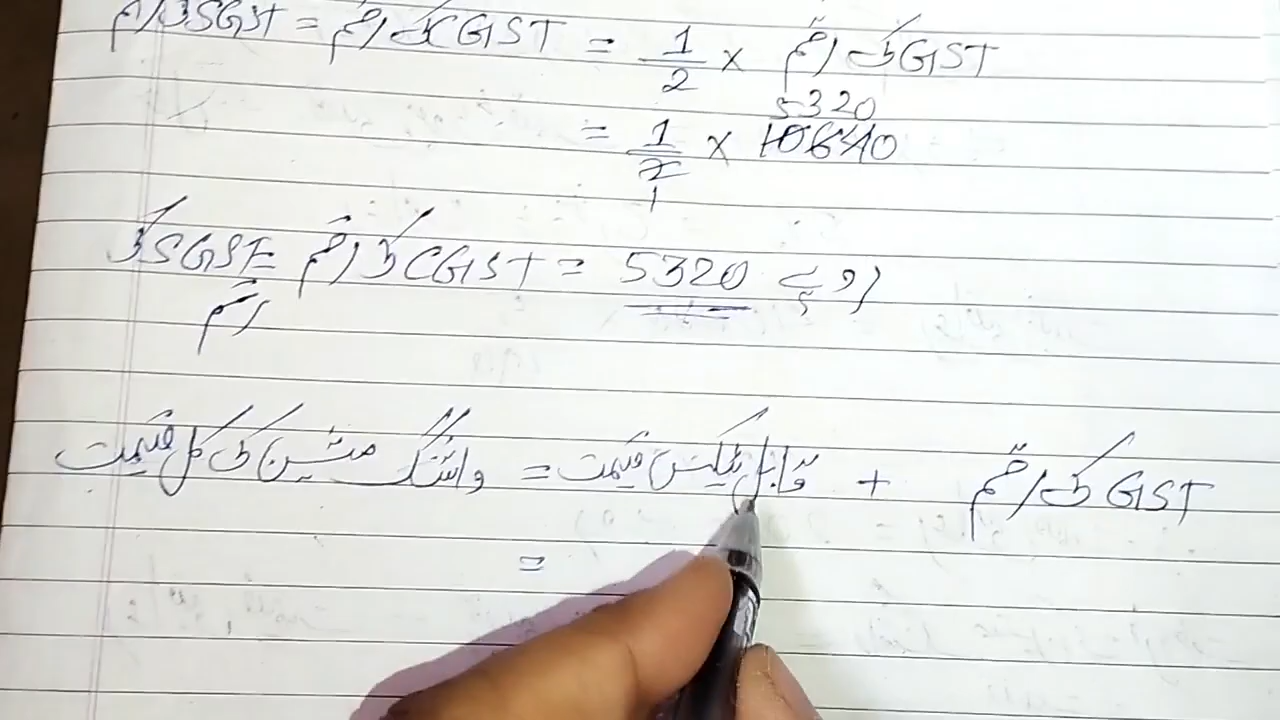 SGST کی رقم = CGST کی رقم = 1/2 × GST کی رقم
5320
= 1/2 × 10640
1
SGST کی = CGST کی رقم = 5320 روپے
رقم
واشنگ مشین کی کل قیمت = قابل ٹیکس قیمت + GST کی رقم
=